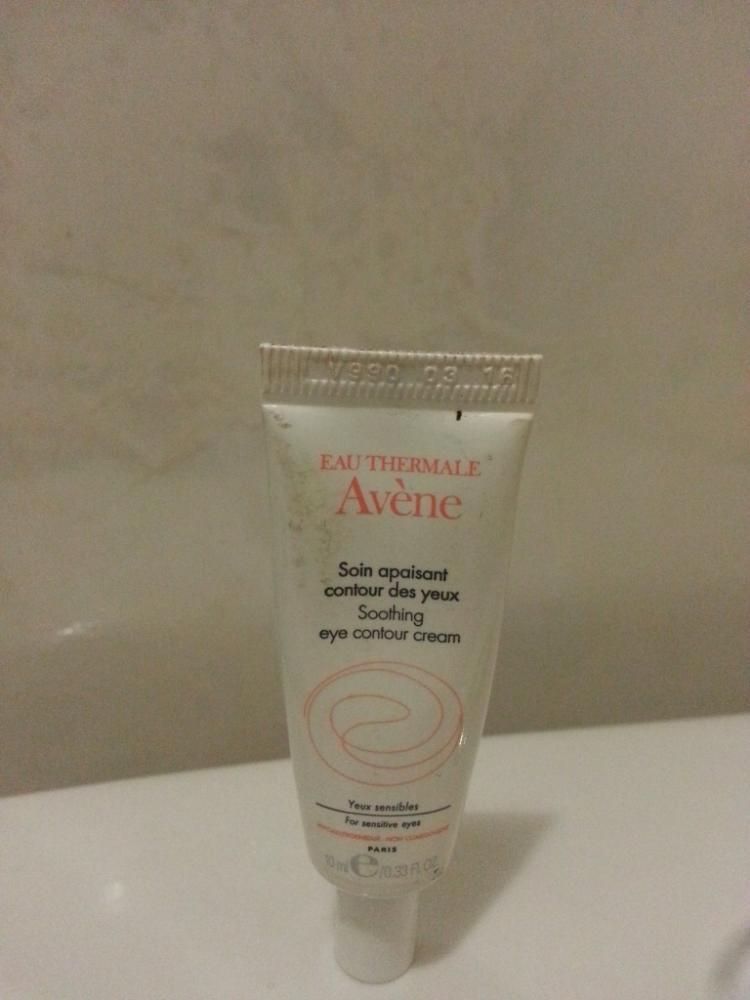 V990 03 16
EAU THERMALE
Avène
Soin apaisant
contour des yeux
Soothing
eye contour cream
Yeux sensibles
For sensitive eyes
PARIS
10 ml e/0.33 Fl. OZ.